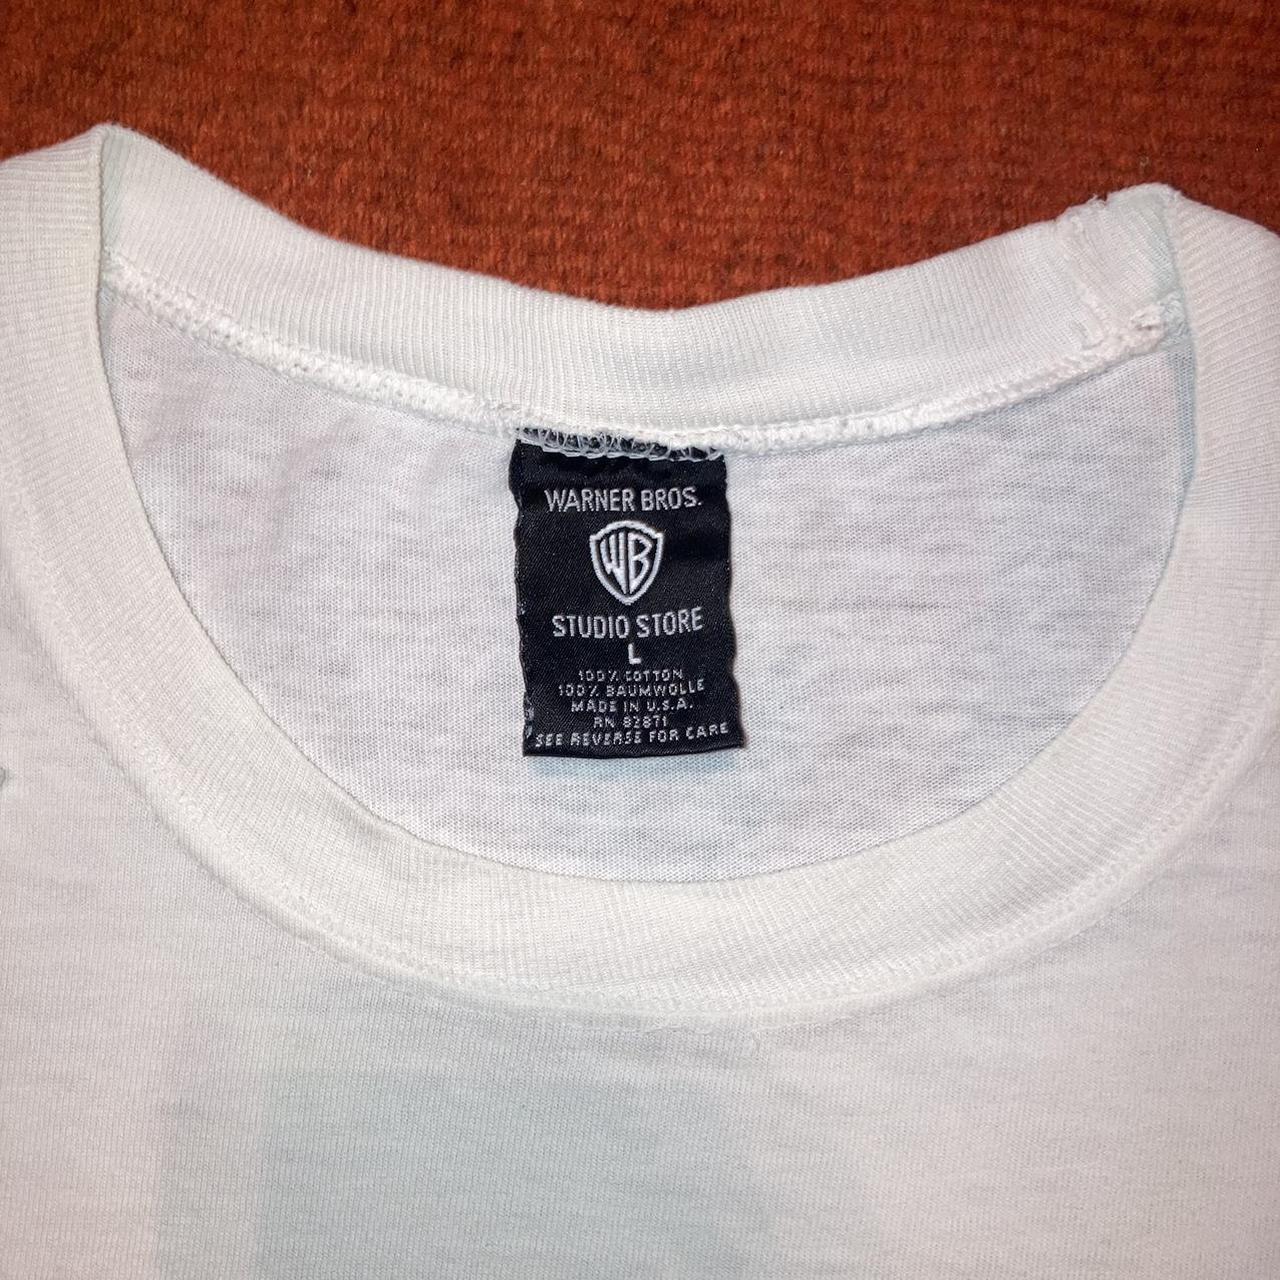 WARNER BROS.
WB
STUDIO STORE
L
100% COTTON
100% BAUMWOLLE
MADE IN U.S.A.
RN 82871
SEE REVERSE FOR CARE